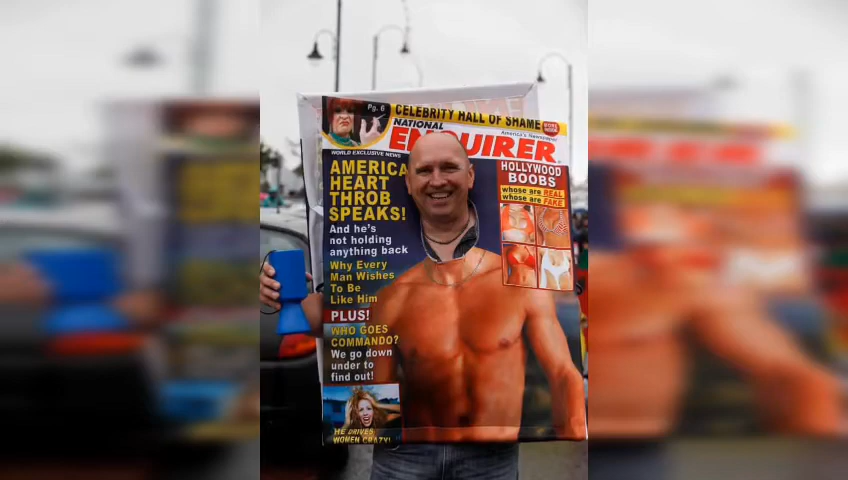 Pg. 6
CELEBRITY HALL OF SHAME
America's Newspaper
NATIONAL
ENQUIRER
WORLD EXCLUSIVE NEWS
AMERICA
HEART
THROB
SPEAKS!
And he's
not holding
anything back
Why Every
Man Wishes
To Be
Like Him
PLUS!
WHO GOES
COMMANDO?
We go down
under to
find out!
HE DRIVES
WOMEN CRAZY!
HOLLYWOOD
BOOBS
whose are REAL
whose are FAKE